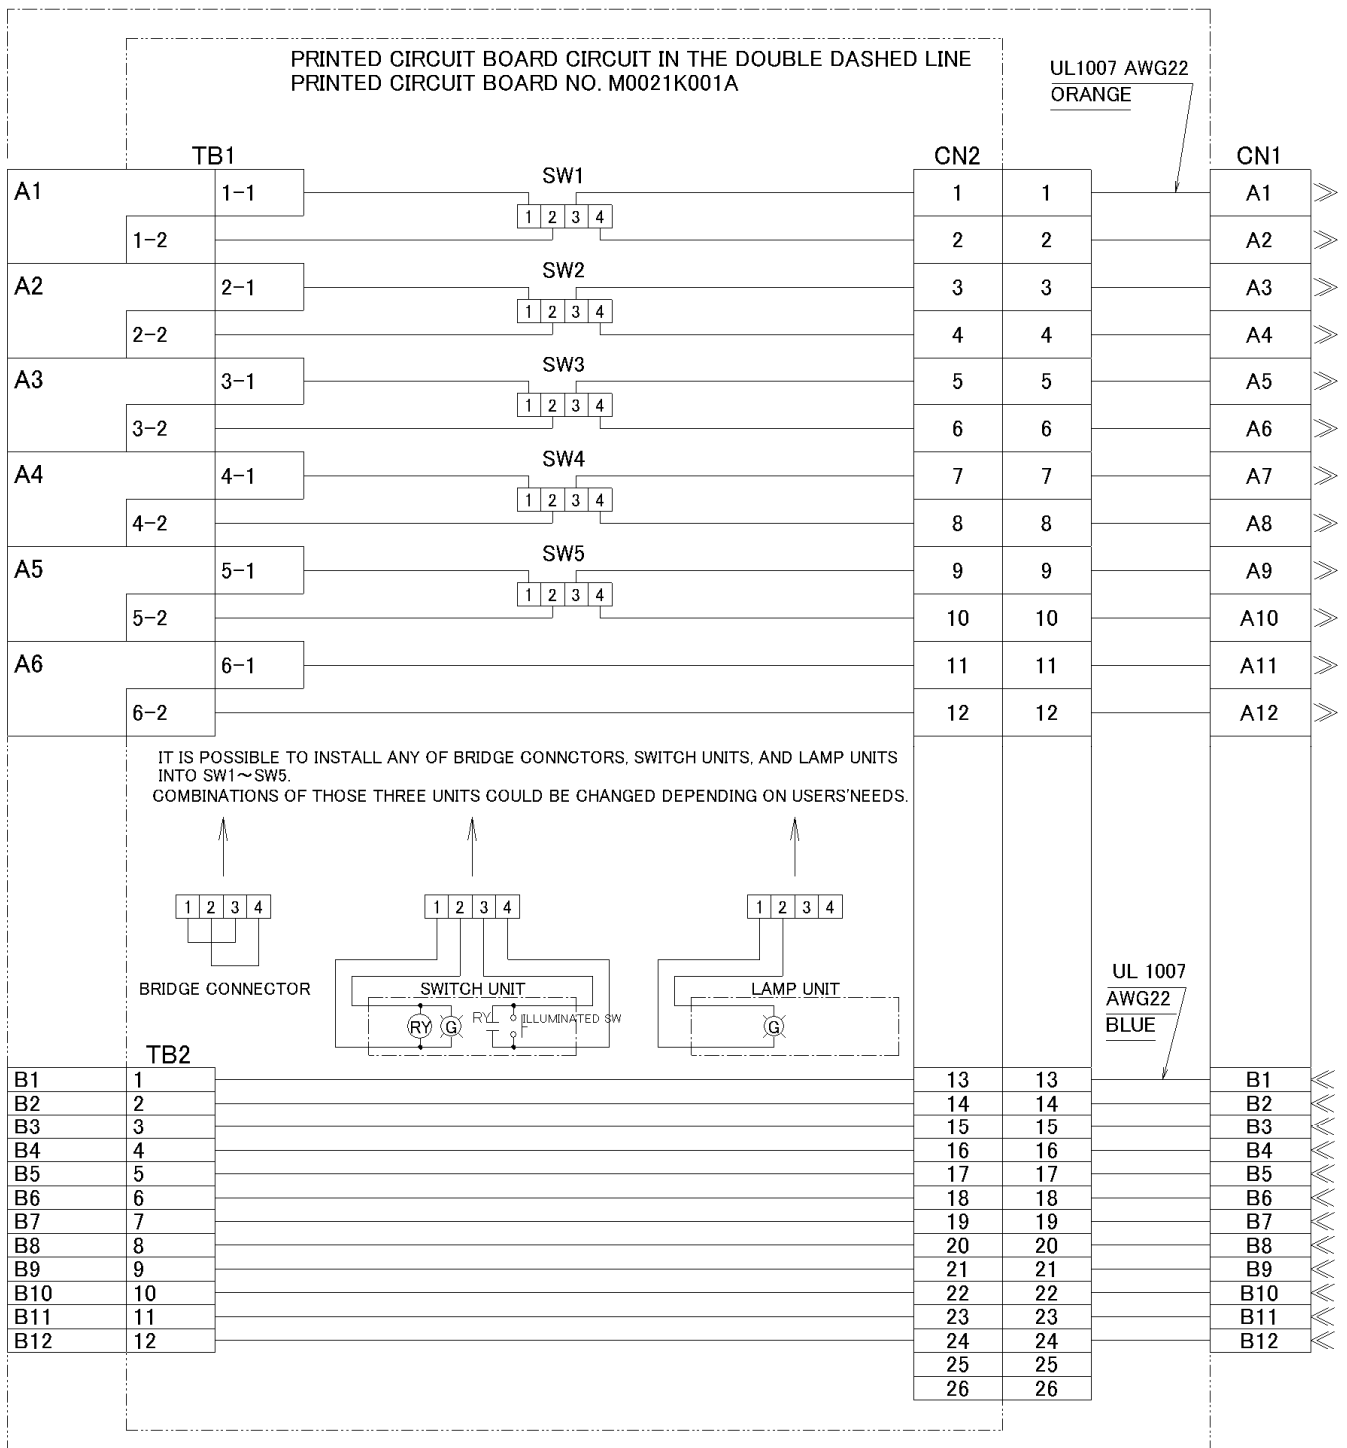 PRINTED CIRCUIT BOARD CIRCUIT IN THE DOUBLE DASHED LINE
PRINTED CIRCUIT BOARD NO. M0021K001A
UL1007 AWG22
ORANGE
TB1 CN2 CN1
SW1
A1 1-1 1 1 A1
1 2 3 4
1-2 2 2 A2
SW2
A2 2-1 3 3 A3
1 2 3 4
2-2 4 4 A4
SW3
A3 3-1 5 5 A5
1 2 3 4
3-2 6 6 A6
SW4
A4 4-1 7 7 A7
1 2 3 4
4-2 8 8 A8
SW5
A5 5-1 9 9 A9
1 2 3 4
5-2 10 10 A10
A6 6-1 11 11 A11
6-2 12 12 A12
IT IS POSSIBLE TO INSTALL ANY OF BRIDGE CONNCTORS, SWITCH UNITS, AND LAMP UNITS
INTO SW1~SW5.
COMBINATIONS OF THOSE THREE UNITS COULD BE CHANGED DEPENDING ON USERS'NEEDS.
1 2 3 4 1 2 3 4 1 2 3 4
BRIDGE CONNECTOR SWITCH UNIT LAMP UNIT
RY G RY ILLUMINATED SW G
UL 1007
AWG22
BLUE
TB2
B1 1 13 13 B1
B2 2 14 14 B2
B3 3 15 15 B3
B4 4 16 16 B4
B5 5 17 17 B5
B6 6 18 18 B6
B7 7 19 19 B7
B8 8 20 20 B8
B9 9 21 21 B9
B10 10 22 22 B10
B11 11 23 23 B11
B12 12 24 24 B12
25 25
26 26